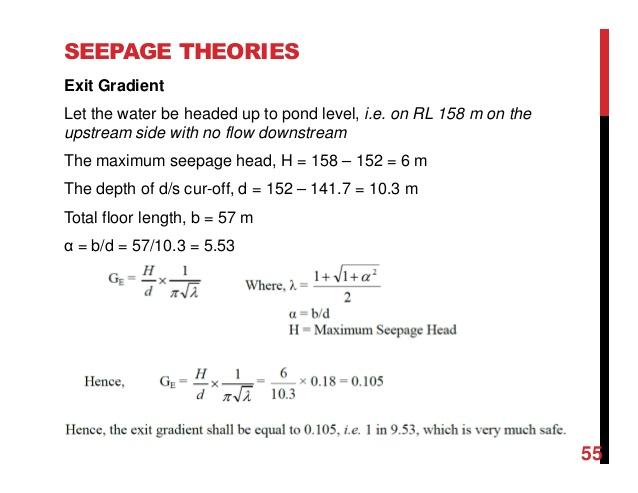 SEEPAGE THEORIES
Exit Gradient
Let the water be headed up to pond level, i.e. on RL 158 m on the
upstream side with no flow downstream
The maximum seepage head, H = 158 – 152 = 6 m
The depth of d/s cur-off, d = 152 – 141.7 = 10.3 m
Total floor length, b = 57 m
α = b/d = 57/10.3 = 5.53
G_E = H/d × 1/(π√λ) Where, λ = (1+√(1+α²))/2
α = b/d
H = Maximum Seepage Head
Hence, G_E = H/d × 1/(π√λ) = 6/10.3 × 0.18 = 0.105
Hence, the exit gradient shall be equal to 0.105, i.e. 1 in 9.53, which is very much safe.
55